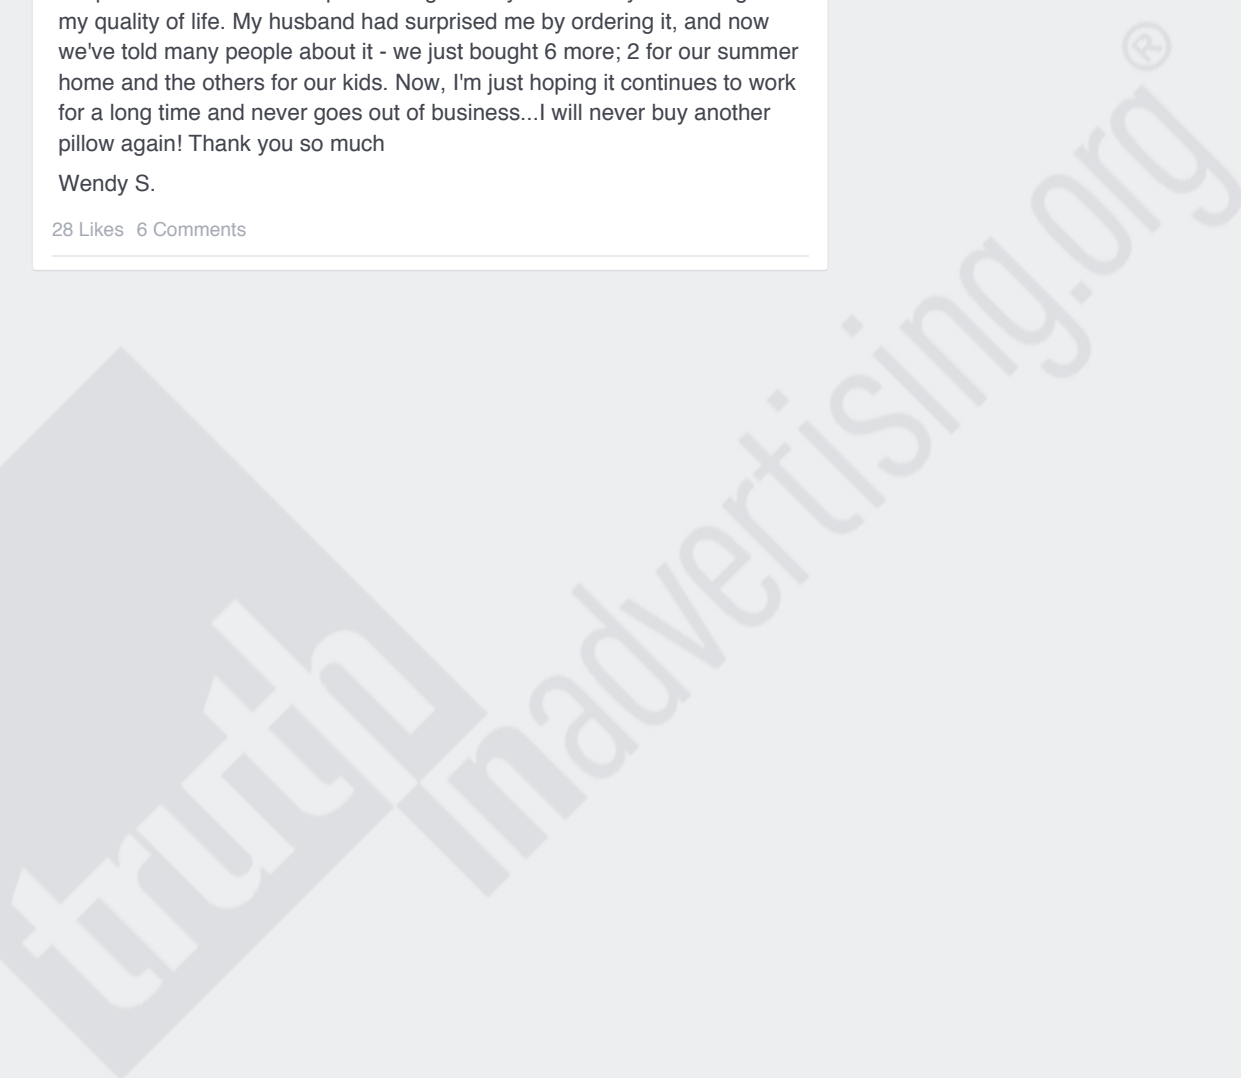 my quality of life. My husband had surprised me by ordering it, and now
we've told many people about it - we just bought 6 more; 2 for our summer
home and the others for our kids. Now, I'm just hoping it continues to work
for a long time and never goes out of business...I will never buy another
pillow again! Thank you so much
Wendy S.
28 Likes 6 Comments
truth
inadvertising.org
®